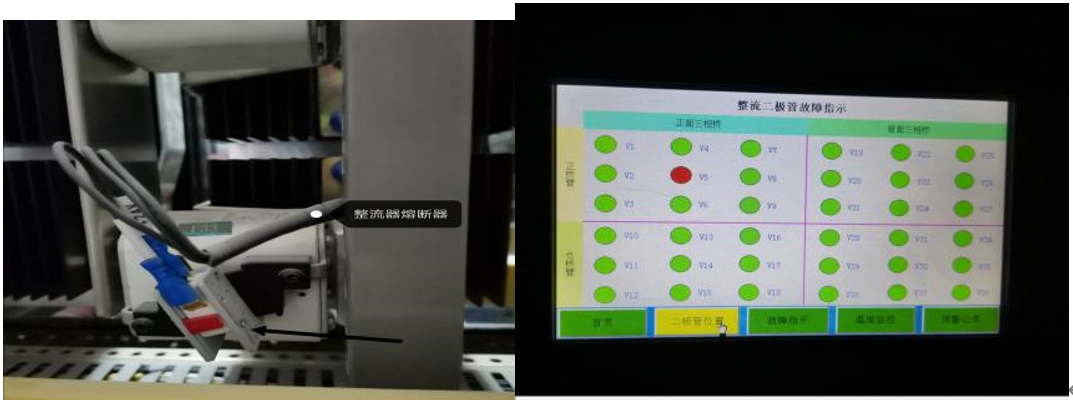 整流器熔断器
整流二极管故障指示
正面三相桥
背面三相桥
V1 V4 V7 V19 V22 V25
V2 V5 V8 V20 V23 V26
V3 V6 V9 V21 V24 V27
V10 V13 V16 V28 V31 V34
V11 V14 V17 V29 V32 V35
V12 V15 V18 V30 V33 V36
首页 二极管位置 故障指示 温度监控 报警记录